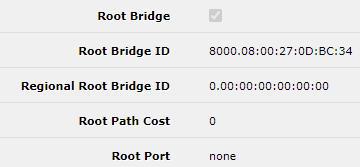 Root Bridge
Root Bridge ID 8000.08:00:27:0D:BC:34
Regional Root Bridge ID 0.00:00:00:00:00:00
Root Path Cost 0
Root Port none